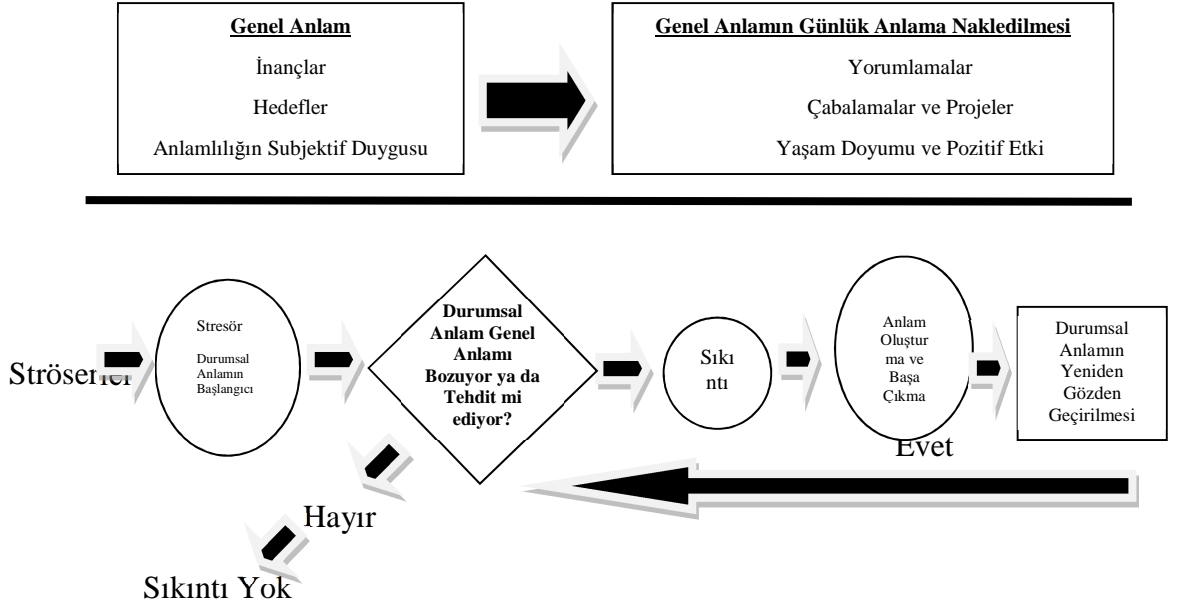 Genel Anlam
İnançlar
Hedefler
Anlamlılığın Subjektif Duygusu
Genel Anlamın Günlük Anlama Nakledilmesi
Yorumlamalar
Çabalamalar ve Projeler
Yaşam Doyumu ve Pozitif Etki
Ströserler
Stresör
Durumsal
Anlamın
Başlangıcı
Durumsal
Anlam Genel
Anlamı
Bozuyor ya da
Tehdit mi
ediyor?
Sıkı
ntı
Anlam
Oluştur
ma ve
Başa
Çıkma
Durumsal
Anlamın
Yeniden
Gözden
Geçirilmesi
Evet
Hayır
Sıkıntı Yok